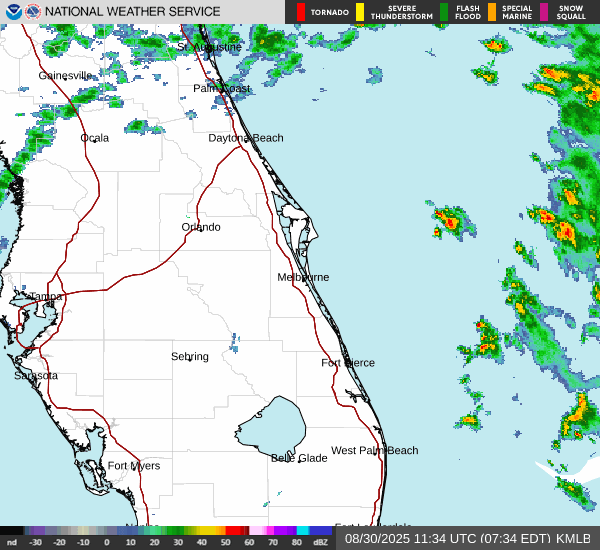 NATIONAL WEATHER SERVICE
TORNADO
SEVERE THUNDERSTORM
FLASH FLOOD
SPECIAL MARINE
SNOW SQUALL
St. Augustine
Gainesville
Palm Coast
Ocala
Daytona Beach
Orlando
Melbourne
Tampa
Sebring
Fort Pierce
Sarasota
West Palm Beach
Belle Glade
Fort Myers
Fort Lauderdale
nd -30 -20 -10 0 10 20 30 40 50 60 70 80 dBZ
08/30/2025 11:34 UTC (07:34 EDT) KMLB